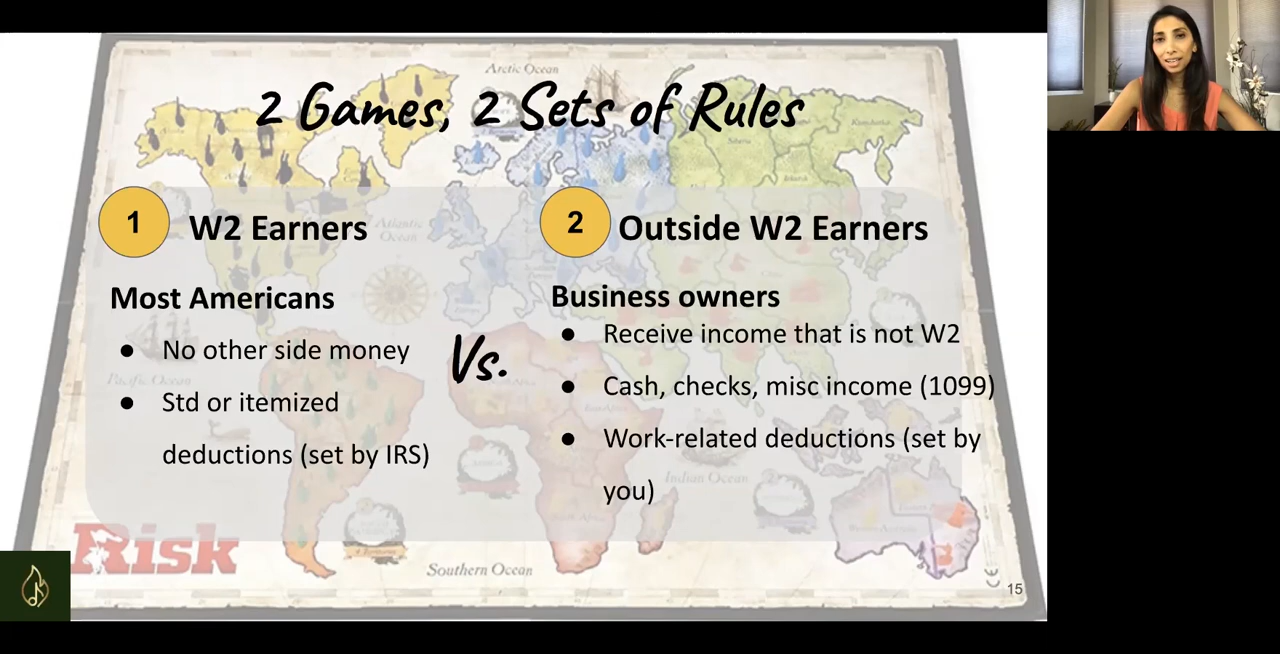 Arctic Ocean
2 Games, 2 Sets of Rules
1
W2 Earners
2
Outside W2 Earners
Atlantic
Ocean
Most Americans
No other side money
Std or itemized
deductions (set by IRS)
Pacific Ocean
Vs.
Business owners
Receive income that is not W2
Cash, checks, misc income (1099)
Work-related deductions (set by
you)
Indian Ocean
Risk
Southern Ocean
15